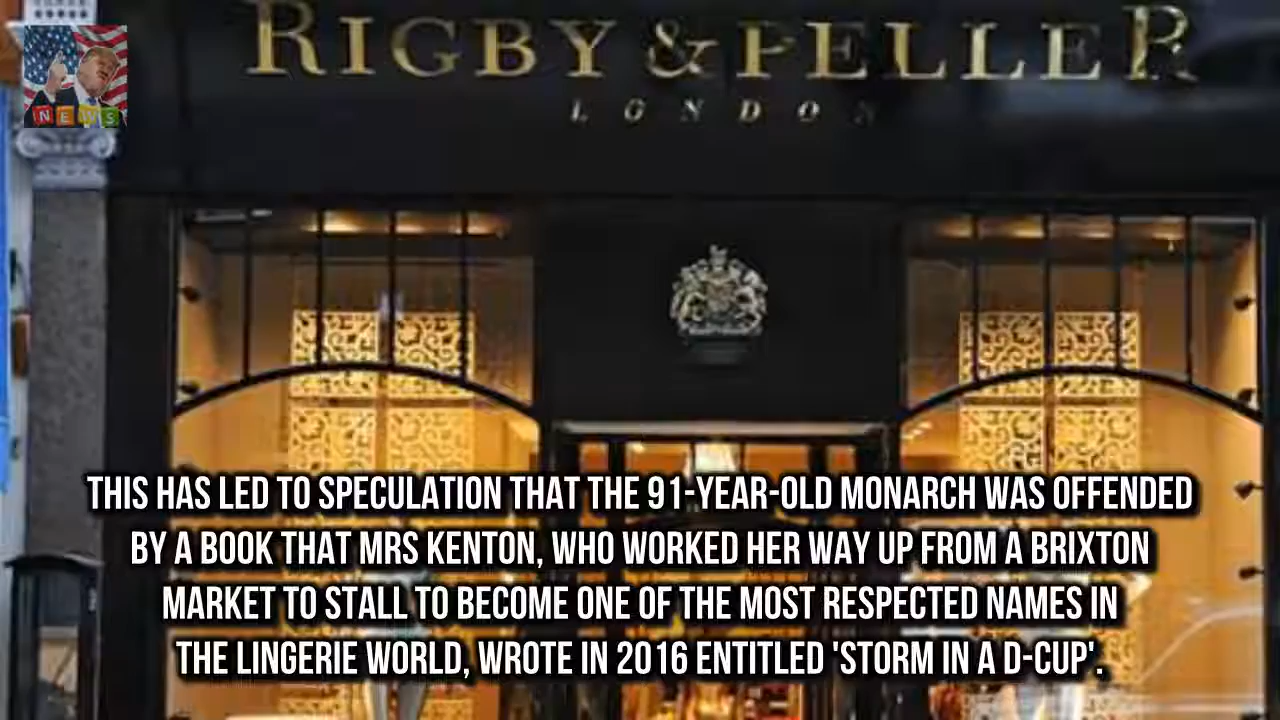 RIGBY & PELLER
LONDON
NEWS
THIS HAS LED TO SPECULATION THAT THE 91-YEAR-OLD MONARCH WAS OFFENDED
BY A BOOK THAT MRS KENTON, WHO WORKED HER WAY UP FROM A BRIXTON
MARKET TO STALL TO BECOME ONE OF THE MOST RESPECTED NAMES IN
THE LINGERIE WORLD, WROTE IN 2016 ENTITLED 'STORM IN A D-CUP'.